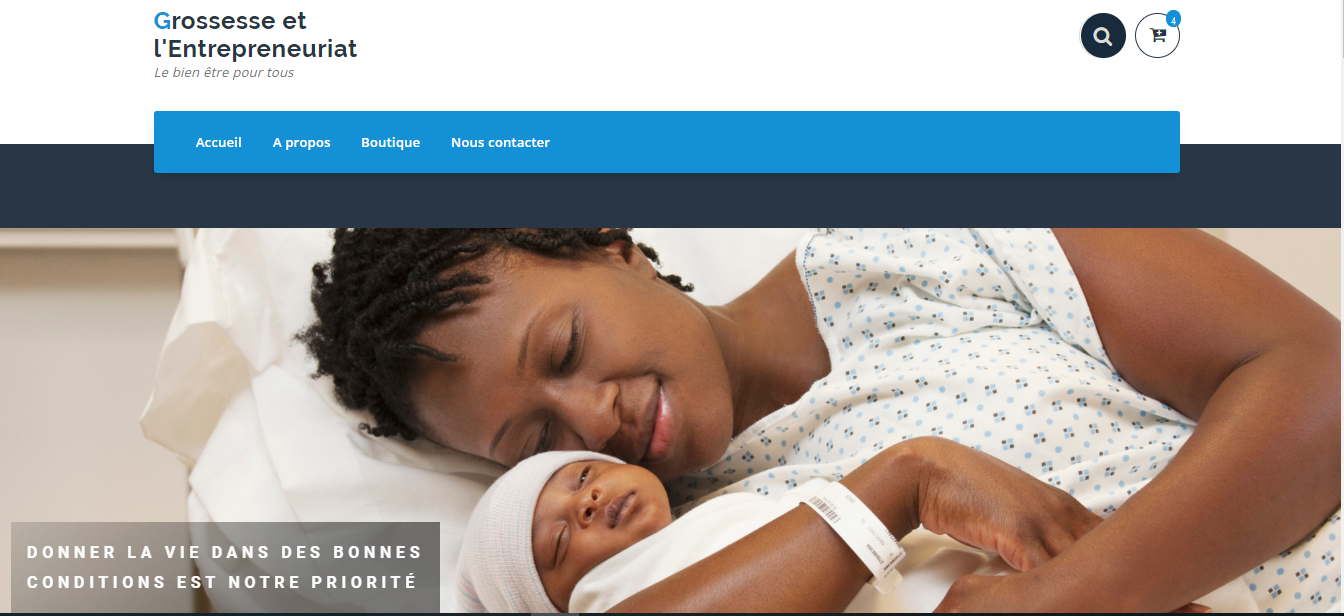 Grossesse et
l'Entrepreneuriat
Le bien être pour tous
4
Accueil A propos Boutique Nous contacter
DONNER LA VIE DANS DES BONNES
CONDITIONS EST NOTRE PRIORITÉ